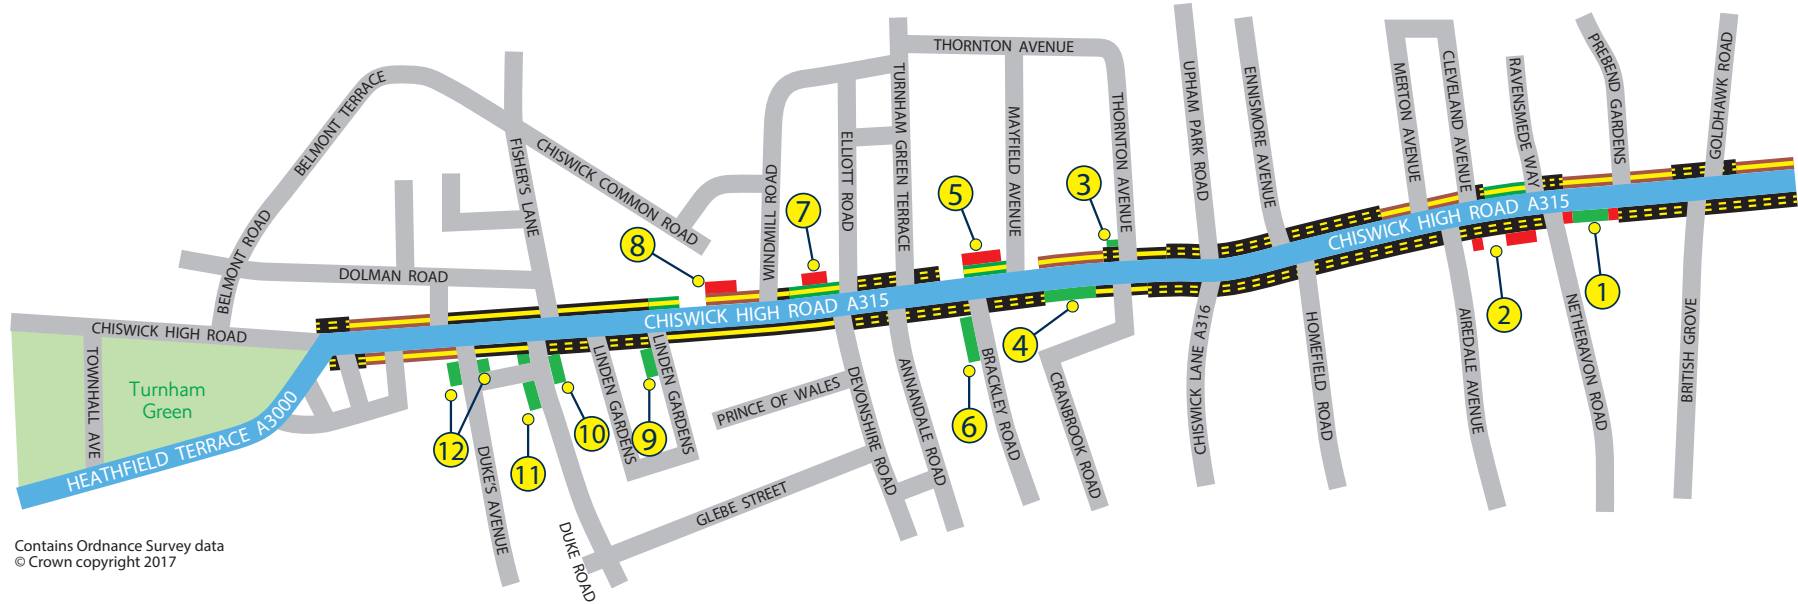 THORNTON AVENUE
UPHAM PARK ROAD
ENNISMORE AVENUE
MERTON AVENUE
CLEVELAND AVENUE
RAVENSMEDE WAY
PREBEND GARDENS
GOLDHAWK ROAD
BELMONT TERRACE
FISHER'S LANE
CHISWICK COMMON ROAD
WINDMILL ROAD
ELLIOTT ROAD
TURNHAM GREEN TERRACE
MAYFIELD AVENUE
THORNTON AVENUE
3
5
7
8
BELMONT ROAD
DOLMAN ROAD
CHISWICK HIGH ROAD A315
CHISWICK HIGH ROAD A315
CHISWICK HIGH ROAD
1
2
4
6
TOWNHALL AVE
Turnham
Green
HEATHFIELD TERRACE A3000
12
11
10
9
DUKE'S AVENUE
DUKE ROAD
LINDEN GARDENS
LINDEN GARDENS
PRINCE OF WALES
GLEBE STREET
DEVONSHIRE ROAD
ANNANDALE ROAD
BRACKLEY ROAD
CRANBROOK ROAD
CHISWICK LANE A316
HOMEFIELD ROAD
AIREDALE AVENUE
NETHERAVON ROAD
BRITISH GROVE
Contains Ordnance Survey data
© Crown copyright 2017